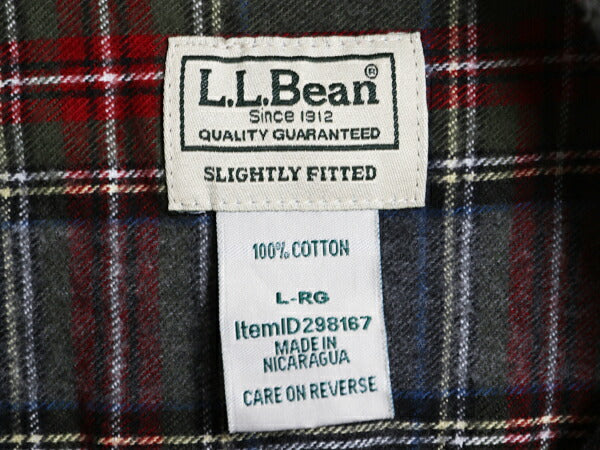 L.L.Bean®
Since 1912
QUALITY GUARANTEED
SLIGHTLY FITTED
100% COTTON
L-RG
ItemID298167
MADE IN
NICARAGUA
CARE ON REVERSE